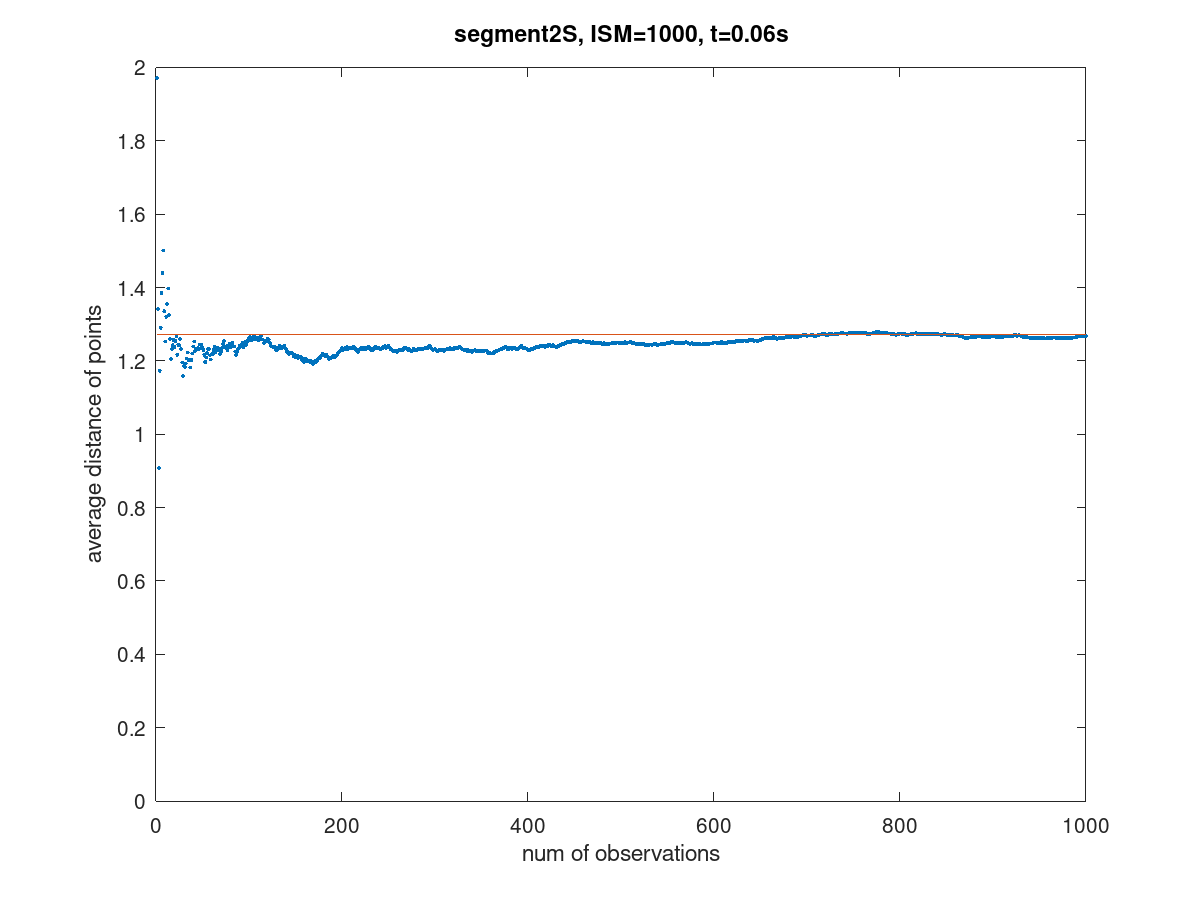 segment2S, ISM=1000, t=0.06s
2
1.8
1.6
1.4
1.2
1
0.8
0.6
0.4
0.2
0
average distance of points
0 200 400 600 800 1000
num of observations